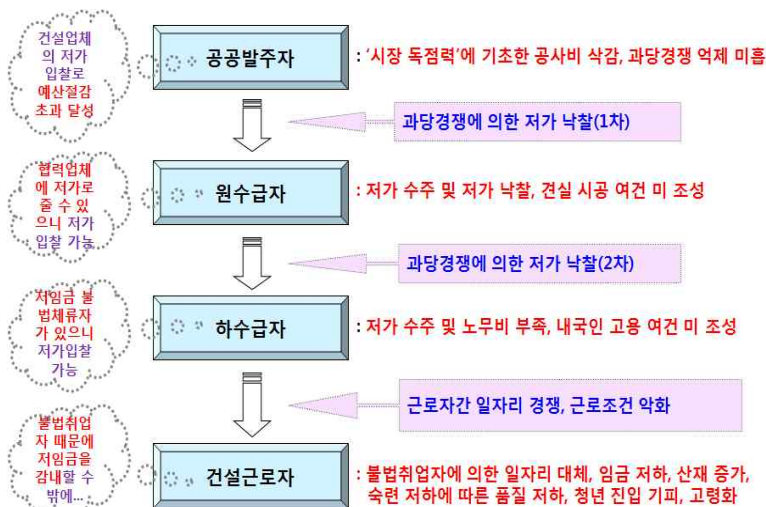 건설업체
의 저가
입찰로
예산절감
초과 달성
공공발주자
: '시장 독점력'에 기초한 공사비 삭감, 과당경쟁 억제 미흡
과당경쟁에 의한 저가 낙찰(1차)
협력업체
에 저가로
줄 수 있
으니 저가
입찰 가능
원수급자
: 저가 수주 및 저가 낙찰, 견실 시공 여건 미 조성
과당경쟁에 의한 저가 낙찰(2차)
저임금 불
법체류자
가 있으니
저가입찰
가능
하수급자
: 저가 수주 및 노무비 부족, 내국인 고용 여건 미 조성
근로자간 일자리 경쟁, 근로조건 악화
불법취업
자 때문에
저임금을
감내할 수
밖에...
건설근로자
: 불법취업자에 의한 일자리 대체, 임금 저하, 산재 증가,
숙련 저하에 따른 품질 저하, 청년 진입 기피, 고령화